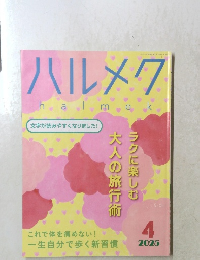 ハルメク
halmek
ラクに楽しむ
大人の旅行術
これで体を痛めない!
一生自分で歩く新習慣
4
2025